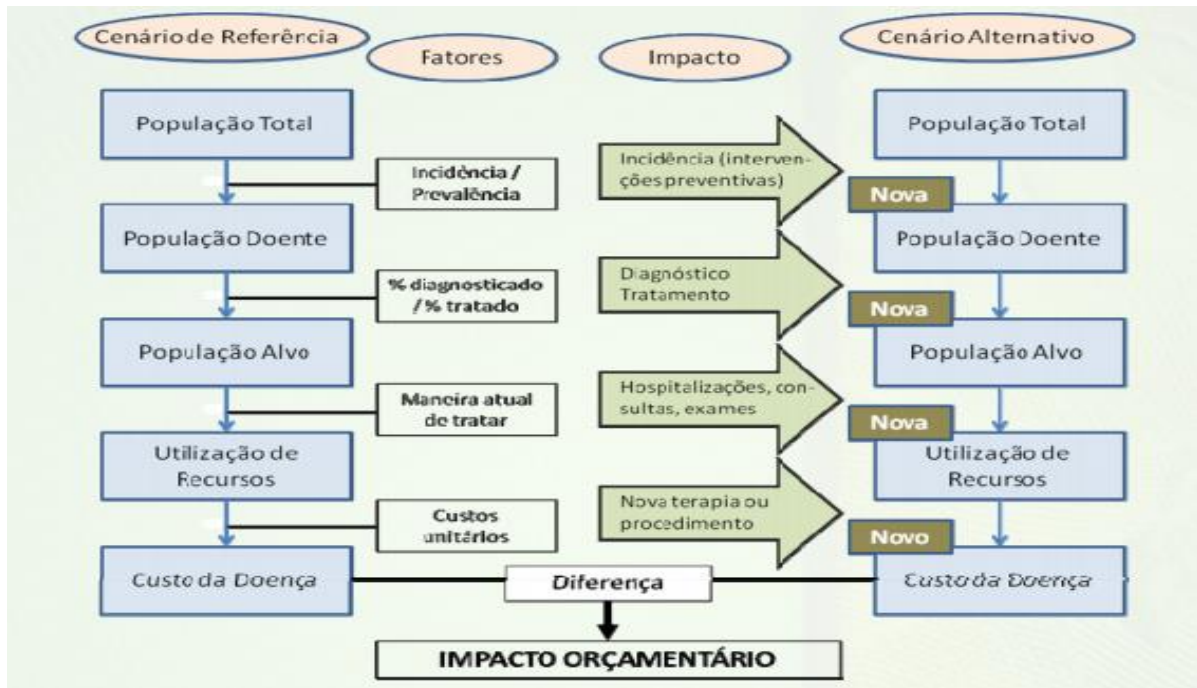 Cenário de Referência
Fatores
Impacto
Cenário Alternativo
População Total
População Total
Incidência /
Prevalência
Incidência (interven-
ções preventivas)
Nova
População Doente
População Doente
% diagnosticado
/ % tratado
Diagnóstico
Tratamento
Nova
População Alvo
População Alvo
Maneira atual
de tratar
Hospitalizações, con-
sultas, exames
Nova
Utilização de
Recursos
Utilização de
Recursos
Custos
unitários
Nova terapia ou
procedimento
Novo
Custo da Doença
Diferença
Custo da Doença
IMPACTO ORÇAMENTÁRIO